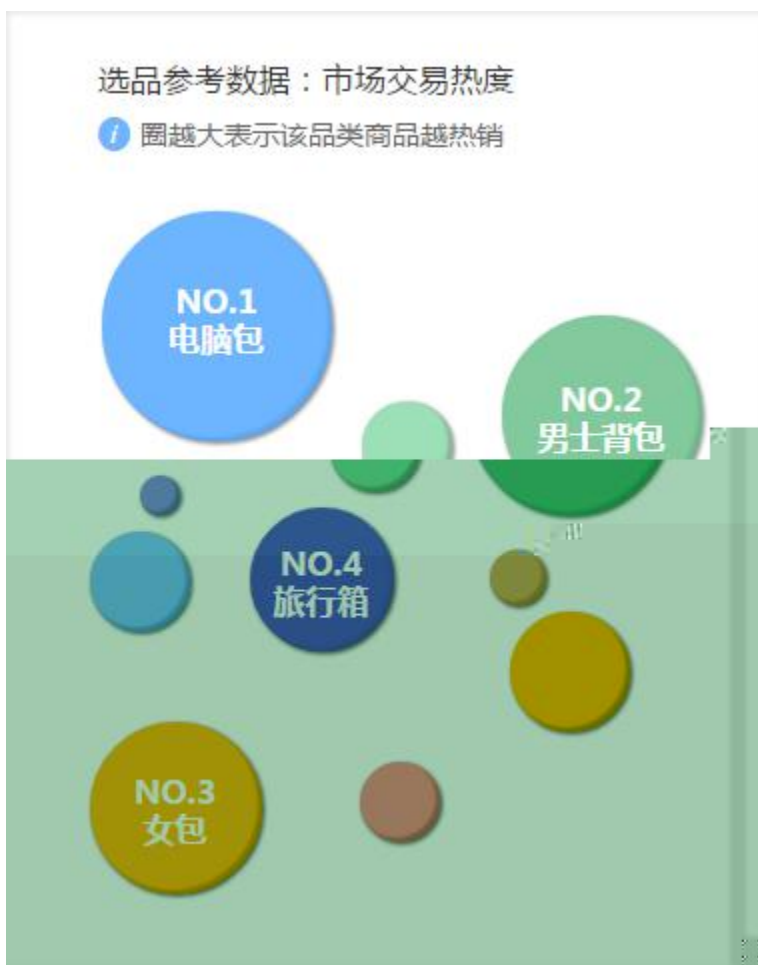 选品参考数据：市场交易热度
i 圈越大表示该品类商品越热销
NO.1
电脑包
NO.2
男士背包
NO.4
旅行箱
NO.3
女包